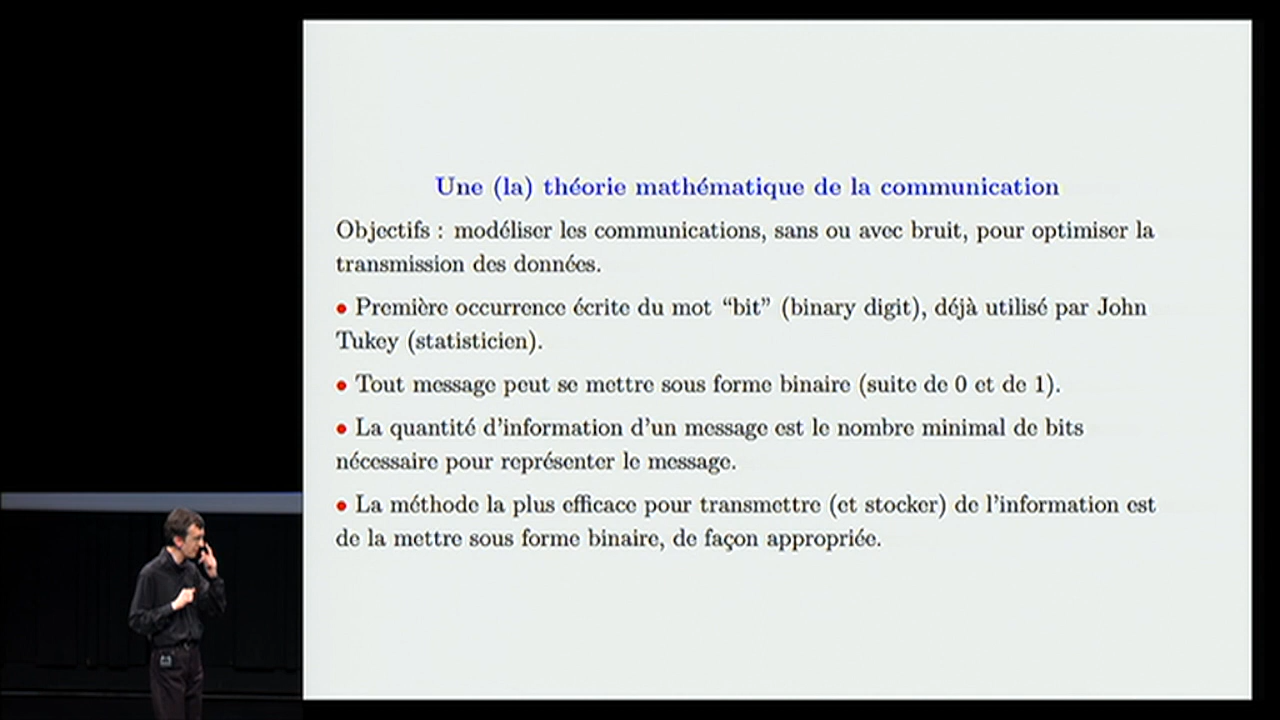 Une (la) théorie mathématique de la communication
Objectifs : modéliser les communications, sans ou avec bruit, pour optimiser la
transmission des données.
• Première occurrence écrite du mot “bit” (binary digit), déjà utilisé par John
Tukey (statisticien).
• Tout message peut se mettre sous forme binaire (suite de 0 et de 1).
• La quantité d'information d'un message est le nombre minimal de bits
nécessaire pour représenter le message.
• La méthode la plus efficace pour transmettre (et stocker) de l'information est
de la mettre sous forme binaire, de façon appropriée.